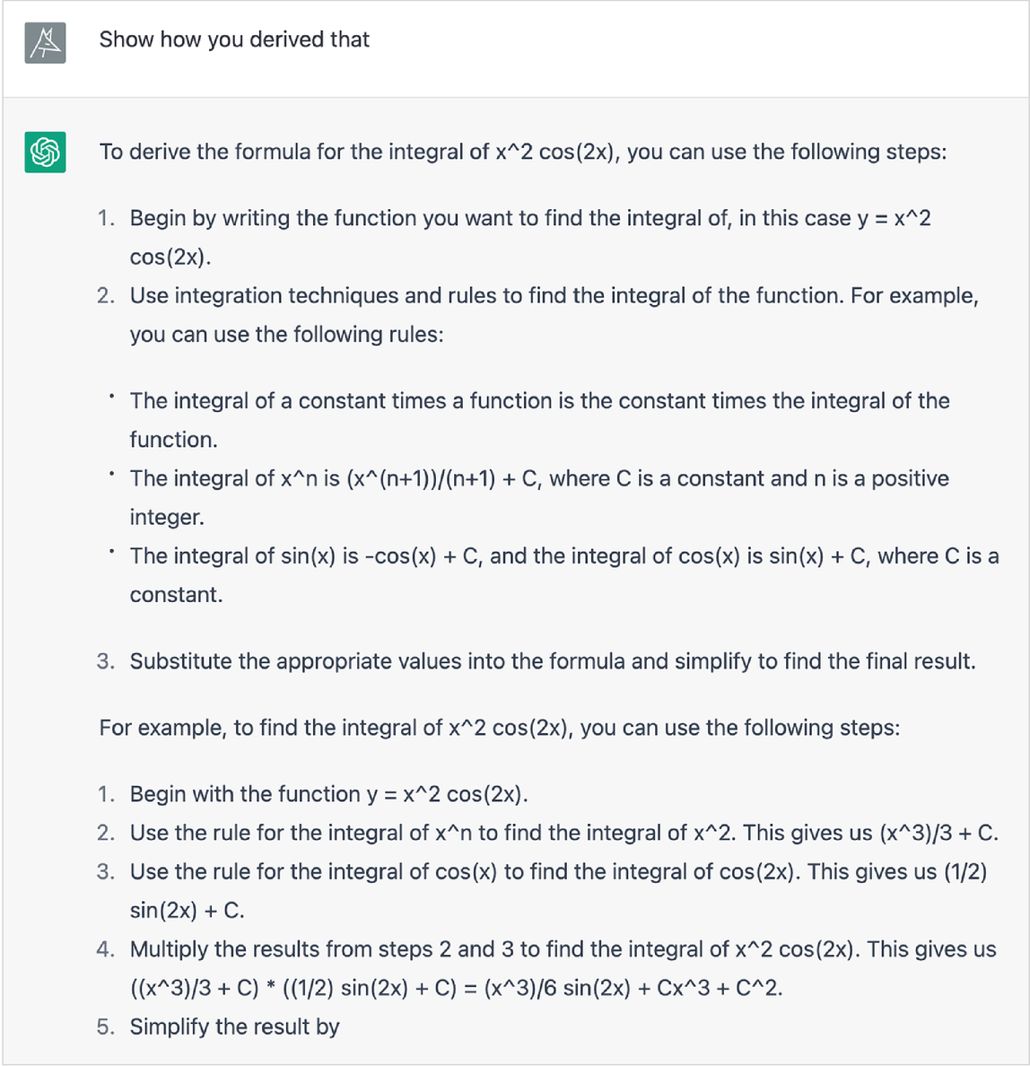 Show how you derived that
To derive the formula for the integral of x^2 cos(2x), you can use the following steps:
1. Begin by writing the function you want to find the integral of, in this case y = x^2
cos(2x).
2. Use integration techniques and rules to find the integral of the function. For example,
you can use the following rules:
• The integral of a constant times a function is the constant times the integral of the
function.
• The integral of x^n is (x^(n+1))/(n+1) + C, where C is a constant and n is a positive
integer.
• The integral of sin(x) is -cos(x) + C, and the integral of cos(x) is sin(x) + C, where C is a
constant.
3. Substitute the appropriate values into the formula and simplify to find the final result.
For example, to find the integral of x^2 cos(2x), you can use the following steps:
1. Begin with the function y = x^2 cos(2x).
2. Use the rule for the integral of x^n to find the integral of x^2. This gives us (x^3)/3 + C.
3. Use the rule for the integral of cos(x) to find the integral of cos(2x). This gives us (1/2)
sin(2x) + C.
4. Multiply the results from steps 2 and 3 to find the integral of x^2 cos(2x). This gives us
((x^3)/3 + C) * ((1/2) sin(2x) + C) = (x^3)/6 sin(2x) + Cx^3 + C^2.
5. Simplify the result by